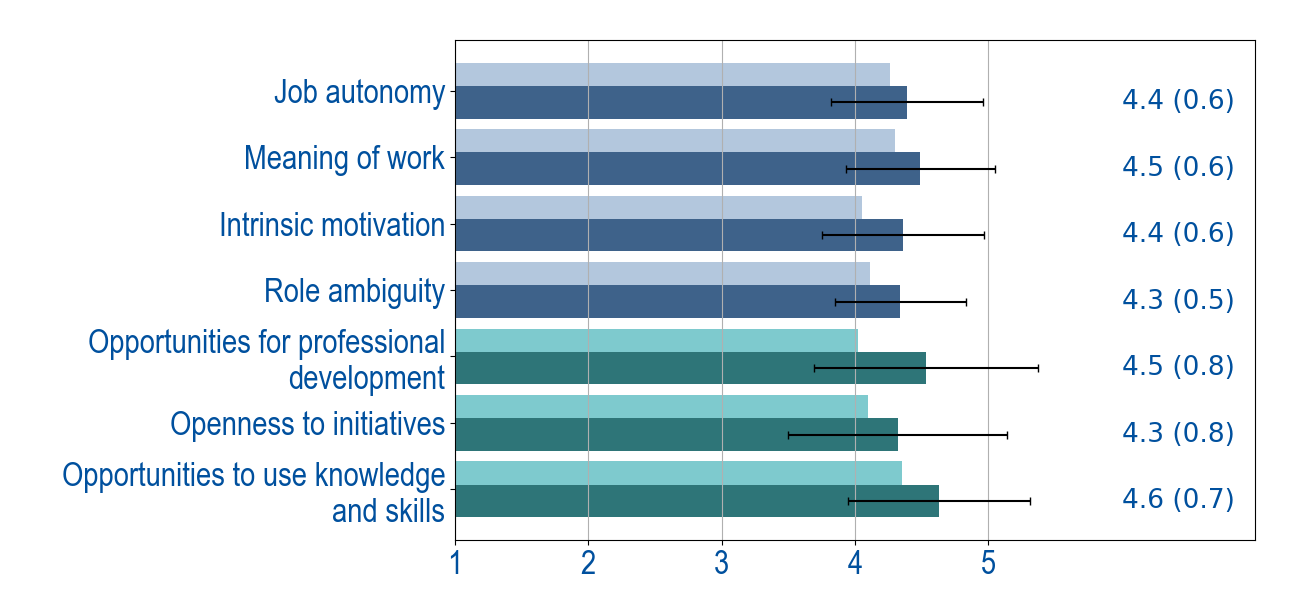 Job autonomy 4.4 (0.6)
Meaning of work 4.5 (0.6)
Intrinsic motivation 4.4 (0.6)
Role ambiguity 4.3 (0.5)
Opportunities for professional
development 4.5 (0.8)
Openness to initiatives 4.3 (0.8)
Opportunities to use knowledge
and skills 4.6 (0.7)
1 2 3 4 5